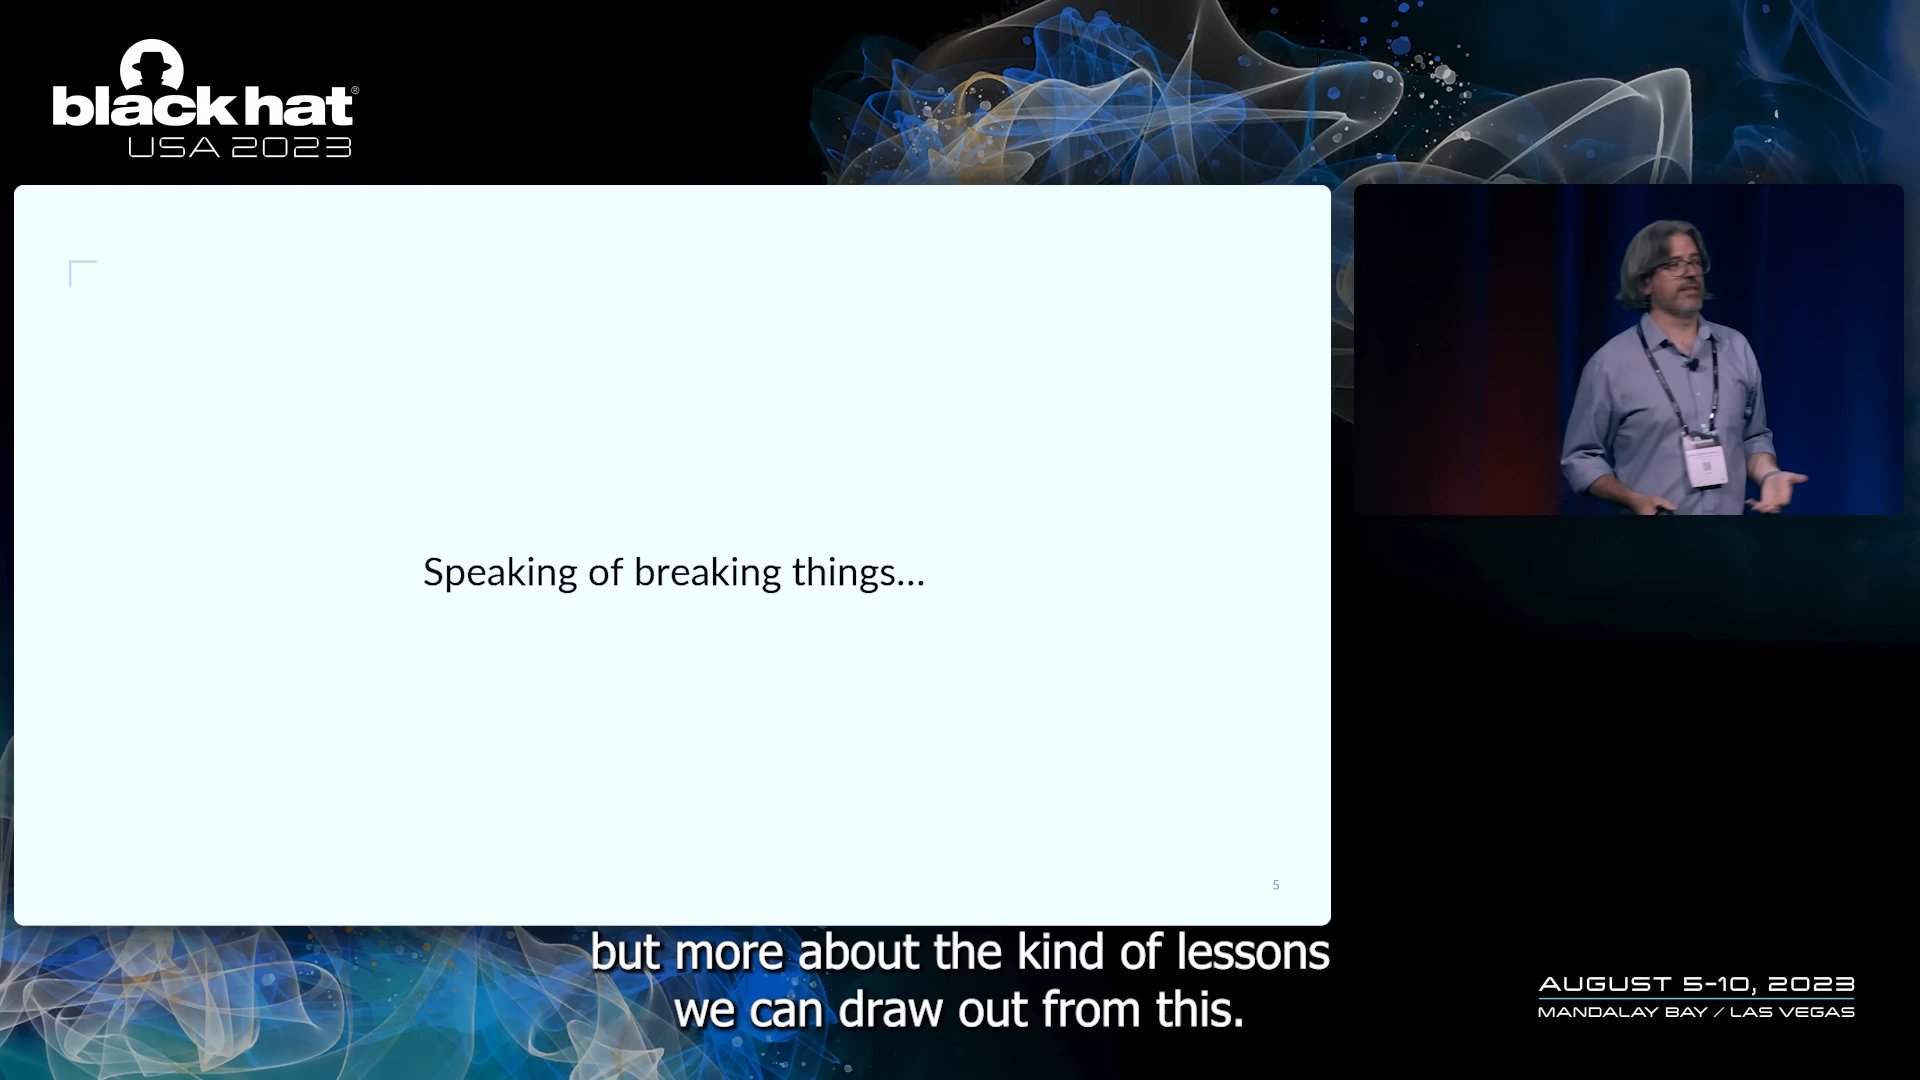 black hat®
USA 2023
Speaking of breaking things...
5
but more about the kind of lessons
we can draw out from this.
AUGUST 5-10, 2023
MANDALAY BAY / LAS VEGAS